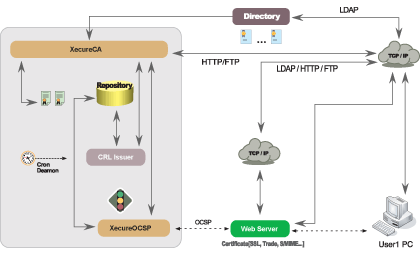 Directory
LDAP
XecureCA
TCP / IP
HTTP/FTP
LDAP / HTTP / FTP
Repository
TCP / IP
CRL Issuer
Cron
Deamon
XecureOCSP
OCSP
Web Server
Certificate[SSL, Trade, S/MIME...]
User1 PC